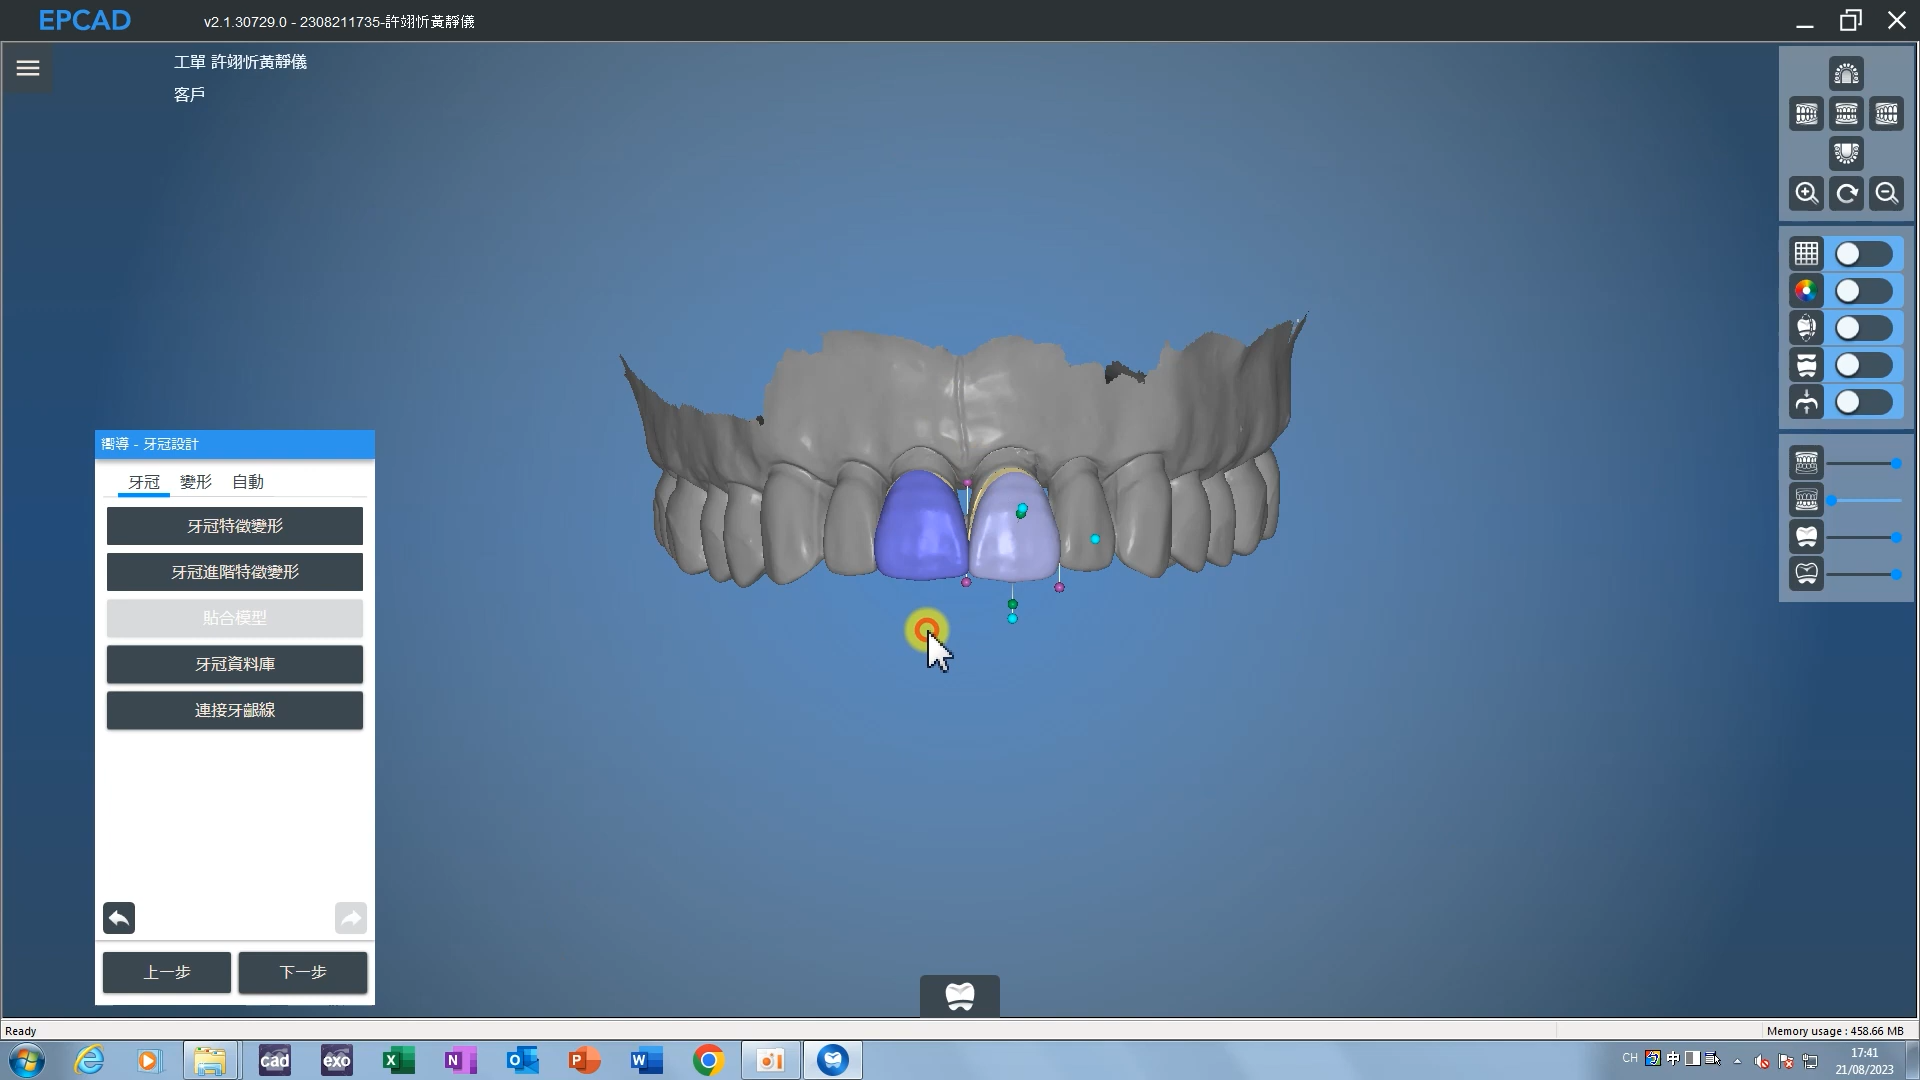 EPCAD
v2.1.30729.0 - 2308211735-許翊忻黃靜儀
工單 許翊忻黃靜儀
客戶
嚮導 - 牙冠設計
牙冠 變形 自動
牙冠特徵變形
牙冠進階特徵變形
貼合模型
牙冠資料庫
連接牙齦線
上一步 下一步
Ready
Memory usage : 458.66 MB
cad exo X N O P W
CH 中
17:41
21/08/2023